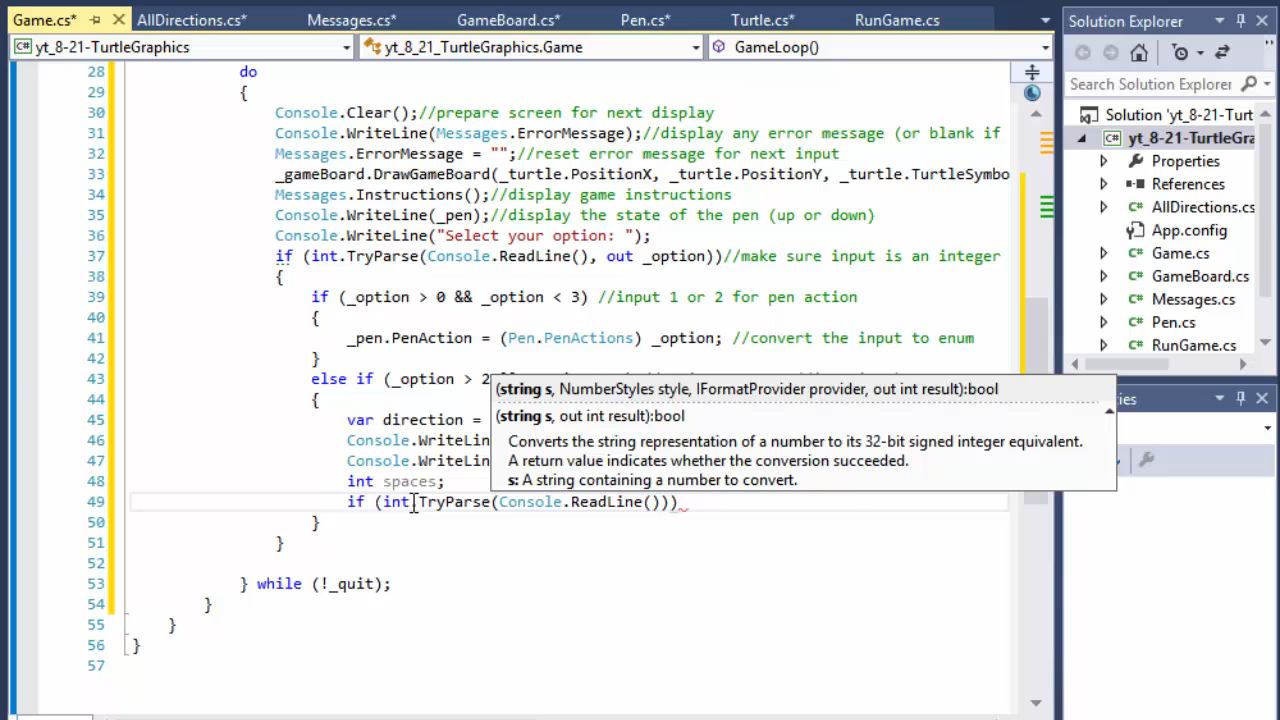 Game.cs* AllDirections.cs* Messages.cs* GameBoard.cs* Pen.cs* Turtle.cs* RunGame.cs
yt_8-21-TurtleGraphics yt_8_21_TurtleGraphics.Game GameLoop()
28 do
29 {
30 Console.Clear();//prepare screen for next display
31 Console.WriteLine(Messages.ErrorMessage);//display any error message (or blank if
32 Messages.ErrorMessage = "";//reset error message for next input
33 _gameBoard.DrawGameBoard(_turtle.PositionX, _turtle.PositionY, _turtle.TurtleSymbo
34 Messages.Instructions();//display game instructions
35 Console.WriteLine(_pen);//display the state of the pen (up or down)
36 Console.WriteLine("Select your option: ");
37 if (int.TryParse(Console.ReadLine(), out _option))//make sure input is an integer
38 {
39 if (_option > 0 && _option < 3) //input 1 or 2 for pen action
40 {
41 _pen.PenAction = (Pen.PenActions) _option; //convert the input to enum
42 }
43 else if (_option > 2
44 {
45 var direction =
46 Console.WriteLin
47 Console.WriteLin
48 int spaces;
49 if (int.TryParse(Console.ReadLine()))
50 }
51 }
52
53 } while (!_quit);
54 }
55 }
56 }
57
(string s, NumberStyles style, IFormatProvider provider, out int result):bool
(string s, out int result):bool
Converts the string representation of a number to its 32-bit signed integer equivalent.
A return value indicates whether the conversion succeeded.
s: A string containing a number to convert.
Solution Explorer
Search Solution Explorer
Solution 'yt_8-21-Turt
yt_8-21-TurtleGra
Properties
References
AllDirections.cs
App.config
Game.cs
GameBoard.cs
Messages.cs
Pen.cs
RunGame.cs
ies